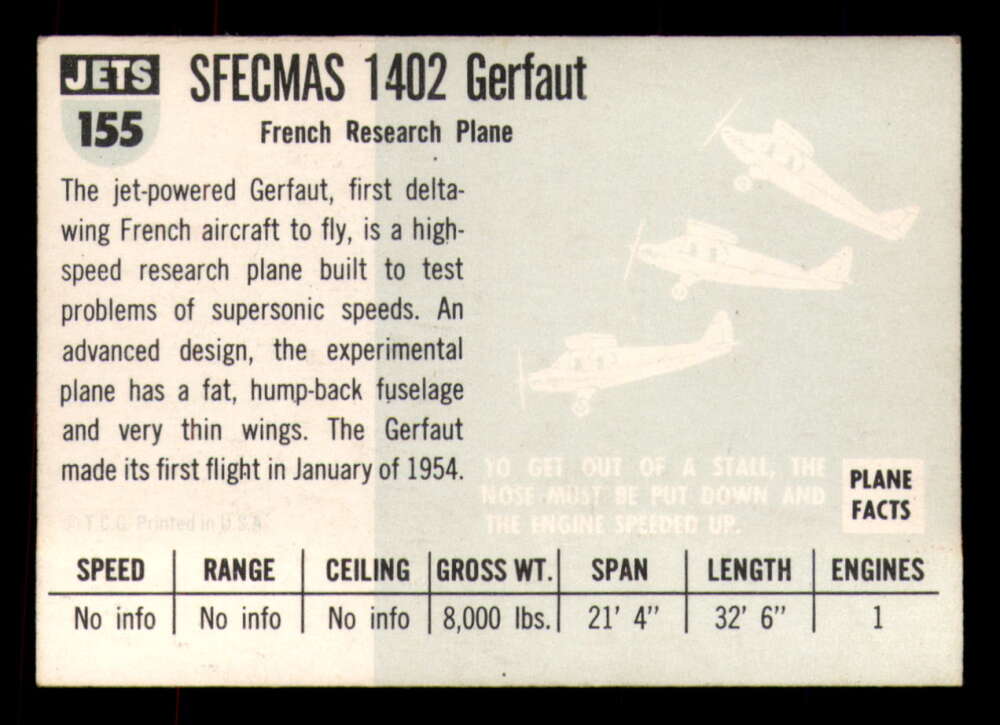 JETS
155
SFECMAS 1402 Gerfaut
French Research Plane
The jet-powered Gerfaut, first delta-
wing French aircraft to fly, is a high-
speed research plane built to test
problems of supersonic speeds. An
advanced design, the experimental
plane has a fat, hump-back fuselage
and very thin wings. The Gerfaut
made its first flight in January of 1954.
© T.C.G. Printed in U.S.A.
TO GET OUT OF A STALL, THE
NOSE MUST BE PUT DOWN AND
THE ENGINE SPEEDED UP.
PLANE
FACTS
SPEED RANGE CEILING GROSS WT. SPAN LENGTH ENGINES
No info No info No info 8,000 lbs. 21' 4" 32' 6" 1